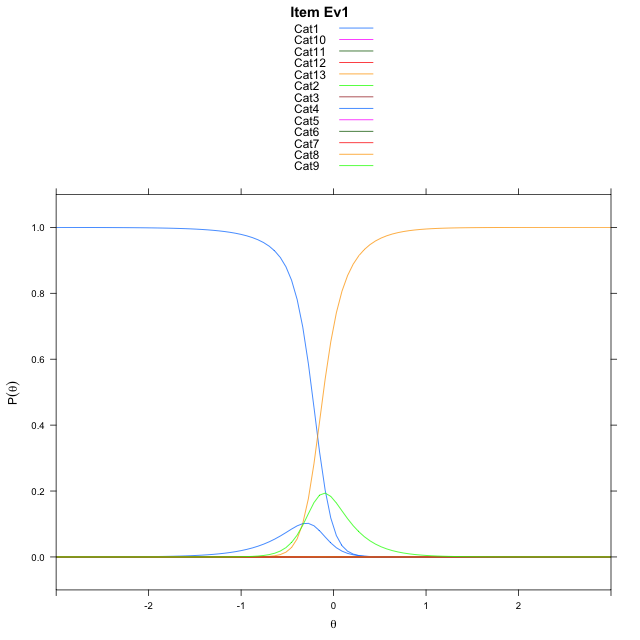 Item Ev1
Cat1
Cat10
Cat11
Cat12
Cat13
Cat2
Cat3
Cat4
Cat5
Cat6
Cat7
Cat8
Cat9
1.0
0.8
0.6
0.4
0.2
0.0
P(θ)
-2 -1 0 1 2
θ